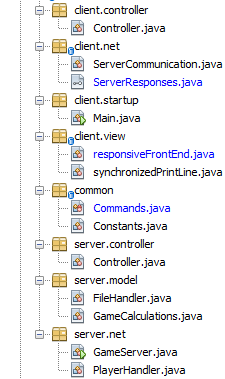 client.controller
Controller.java
client.net
ServerCommunication.java
ServerResponses.java
client.startup
Main.java
client.view
responsiveFrontEnd.java
synchronizedPrintLine.java
common
Commands.java
Constants.java
server.controller
Controller.java
server.model
FileHandler.java
GameCalculations.java
server.net
GameServer.java
PlayerHandler.java